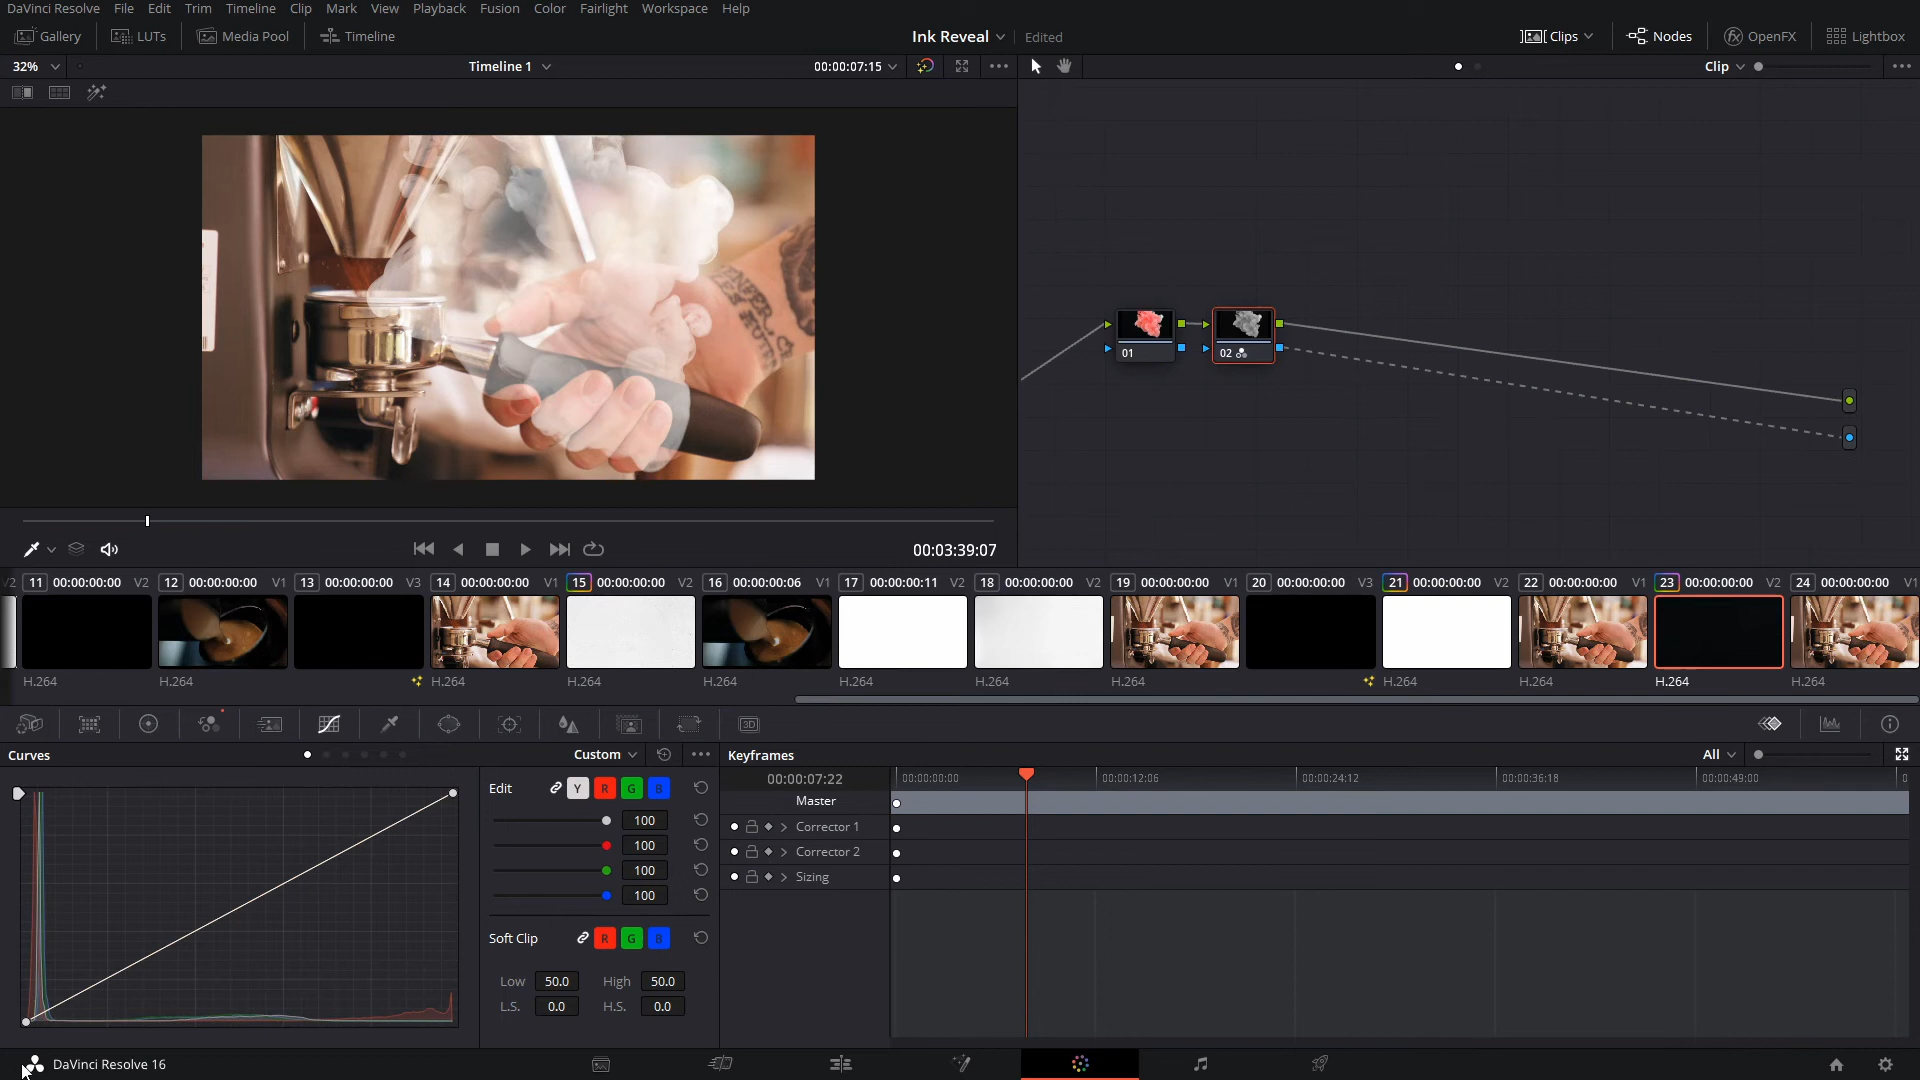 DaVinci Resolve File Edit Trim Timeline Clip Mark View Playback Fusion Color Fairlight Workspace Help
Gallery LUTs Media Pool Timeline Ink Reveal Edited Clips Nodes fx OpenFX Lightbox
32% Timeline 1 00:00:07:15 Clip
01 02
00:03:39:07
V2 11 00:00:00:00 V2 12 00:00:00:00 V1 13 00:00:00:00 V3 14 00:00:00:00 V1 15 00:00:00:00 V2 16 00:00:00:06 V1 17 00:00:00:11 V2 18 00:00:00:00 V2 19 00:00:00:00 V1 20 00:00:00:00 V3 21 00:00:00:00 V2 22 00:00:00:00 V1 23 00:00:00:00 V2 24 00:00:00:00 V1
H.264 H.264 H.264 H.264 H.264 H.264 H.264 H.264 H.264 H.264 H.264 H.264
3D
Curves Custom
Edit Y R G B
100
100
100
100
Soft Clip R G B
Low 50.0 High 50.0
L.S. 0.0 H.S. 0.0
Keyframes All
00:00:07:22 00:00:00:00 00:00:12:06 00:00:24:12 00:00:36:18 00:00:49:00 0
Master
Corrector 1
Corrector 2
Sizing
DaVinci Resolve 16